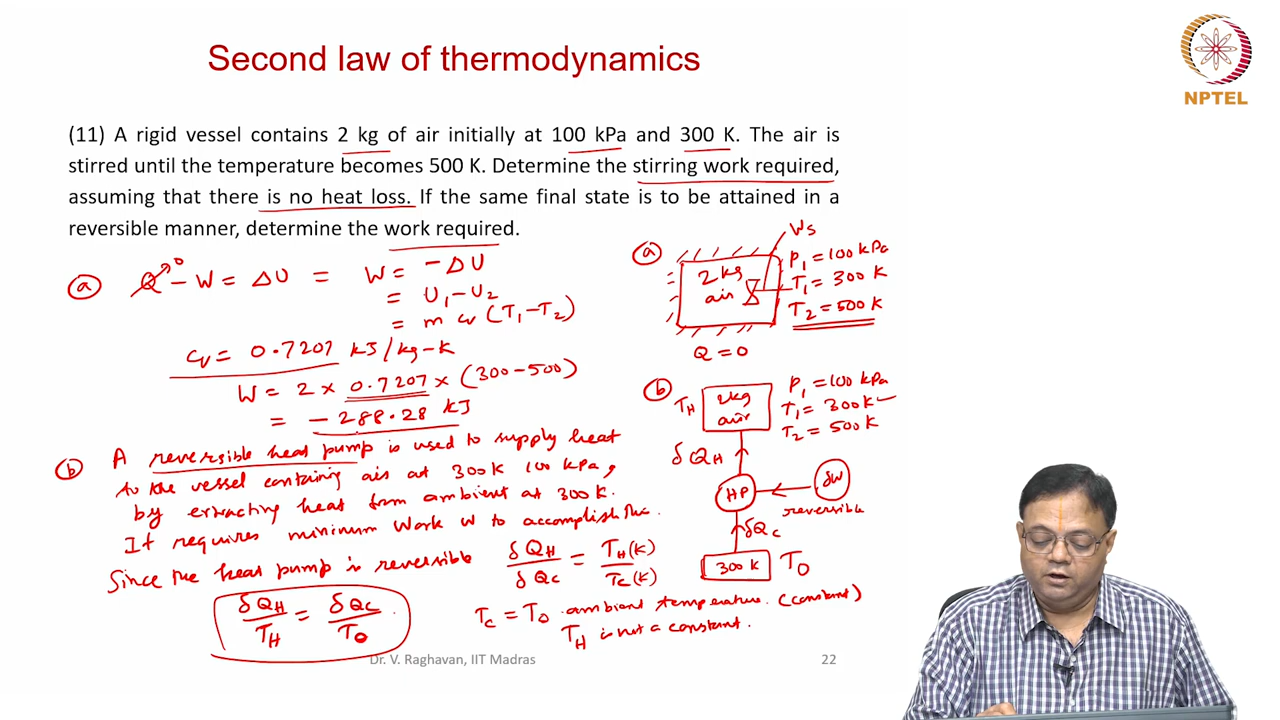 Second law of thermodynamics
NPTEL
(11) A rigid vessel contains 2 kg of air initially at 100 kPa and 300 K. The air is
stirred until the temperature becomes 500 K. Determine the stirring work required,
assuming that there is no heat loss. If the same final state is to be attained in a
reversible manner, determine the work required.
(a) Q→0 - W = ΔU = W = -ΔU
= U1 - U2
= m cv (T1 - T2)
cv = 0.7207 kJ/kg-K
W = 2 × 0.7207 × (300 - 500)
= -288.28 kJ
(b) A reversible heat pump is used to supply heat
to the vessel containing air at 300K 100 kPa,
by extracting heat from ambient at 300 K.
It requires minimum work W to accomplish this.
Since the heat pump is reversible δQH/δQC = TH(K)/TC(K)
δQH/TH = δQC/T0
TC = T0 ambient temperature. (constant)
TH is not a constant.
(a) Ws
2 kg
air
P1 = 100 kPa
T1 = 300 K
T2 = 500 K
Q = 0
(b) TH 2kg
air
P1 = 100 kPa
T1 = 300K
T2 = 500 K
δQH
HP δW
reversible
δQC
300 K T0
Dr. V. Raghavan, IIT Madras
22